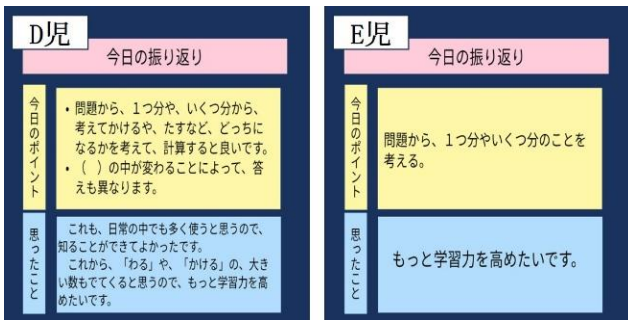 D児
今日の振り返り
今日のポイント
• 問題から、1つ分や、いくつ分から、
考えてかけるや、たすなど、どっちに
なるかを考えて、計算すると良いです。
• （ ）の中が変わることによって、答
えも異なります。
思ったこと
これも、日常の中でも多く使うと思うので、
知ることができてよかったです。
これから、「わる」や、「かける」の、大き
い数もでてくると思うので、もっと学習力を高
めたいです。
E児
今日の振り返り
今日のポイント
問題から、1つ分やいくつ分のことを
考える。
思ったこと
もっと学習力を高めたいです。